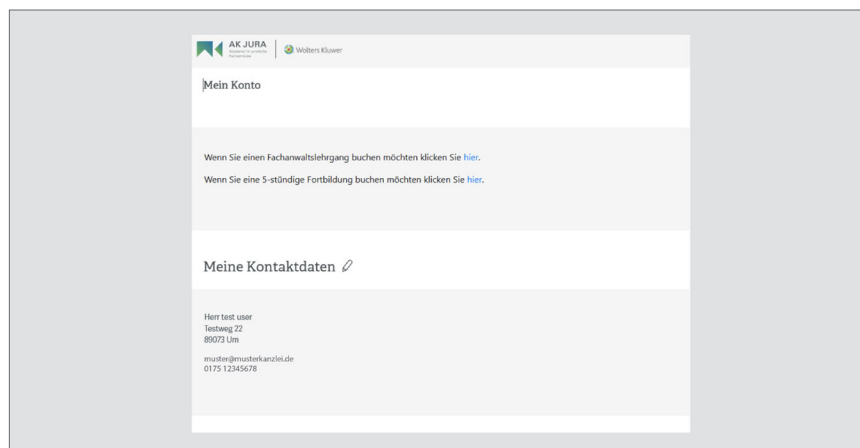 AK JURA
Wolters Kluwer
Mein Konto
Wenn Sie einen Fachanwaltslehrgang buchen möchten klicken Sie hier.
Wenn Sie eine 5-stündige Fortbildung buchen möchten klicken Sie hier.
Meine Kontaktdaten
Herr test user
Testweg 22
89073 Um
muster@musterkanzlei.de
0175 12345678